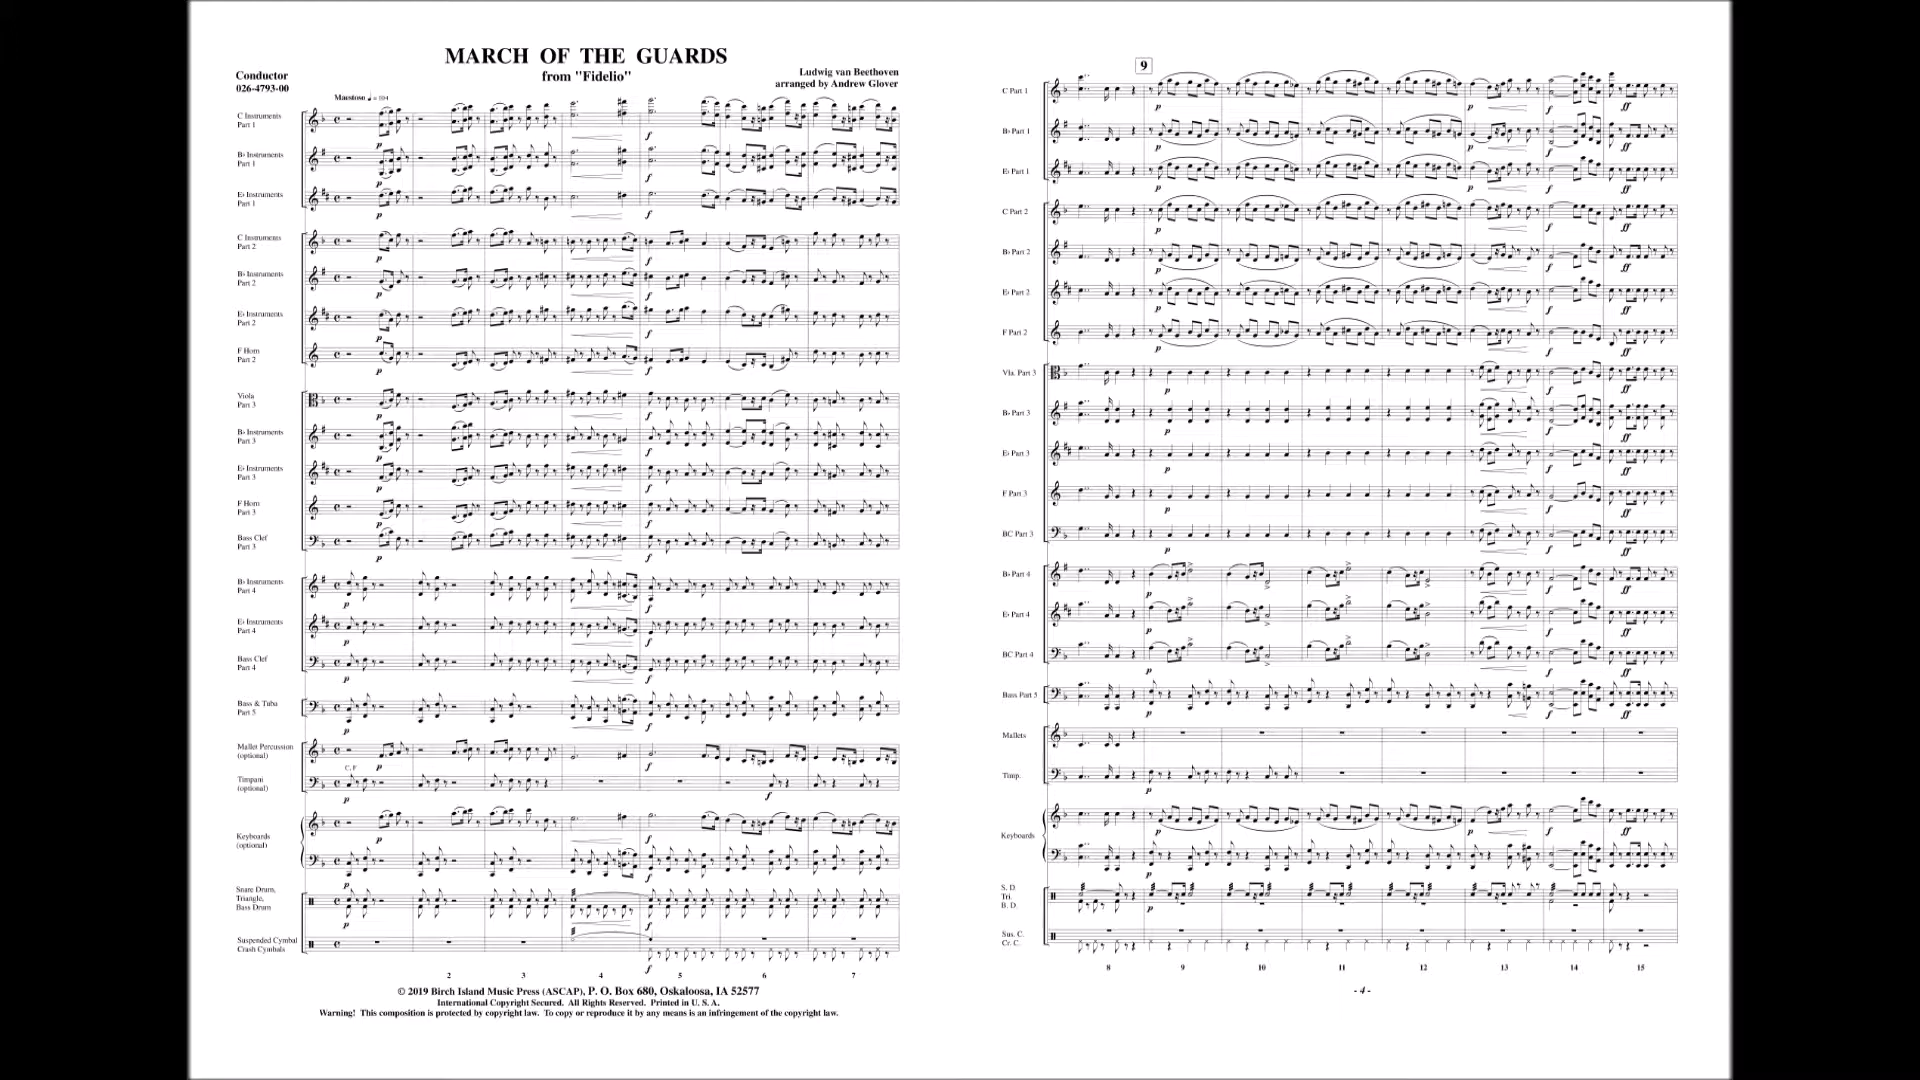 MARCH OF THE GUARDS
from "Fidelio"
Conductor
026-4793-00
Ludwig van Beethoven
arranged by Andrew Glover
Maestoso ♩ = 104
C Instruments
Part 1
B♭ Instruments
Part 1
E♭ Instruments
Part 1
C Instruments
Part 2
B♭ Instruments
Part 2
E♭ Instruments
Part 2
F Horn
Part 2
Viola
Part 3
B♭ Instruments
Part 3
E♭ Instruments
Part 3
F Horn
Part 3
Bass Clef
Part 3
B♭ Instruments
Part 4
E♭ Instruments
Part 4
Bass Clef
Part 4
Bass & Tuba
Part 5
Mallet Percussion
(optional)
C, F
Timpani
(optional)
Keyboards
(optional)
Snare Drum,
Triangle,
Bass Drum
Suspended Cymbal
Crash Cymbals
2 3 4 5 6 7
© 2019 Birch Island Music Press (ASCAP), P. O. Box 680, Oskaloosa, IA 52577
International Copyright Secured. All Rights Reserved. Printed in U. S. A.
Warning! This composition is protected by copyright law. To copy or reproduce it by any means is an infringement of the copyright law.
9
C Part 1
B♭ Part 1
E♭ Part 1
C Part 2
B♭ Part 2
E♭ Part 2
F Part 2
Vla. Part 3
B♭ Part 3
E♭ Part 3
F Part 3
BC Part 3
B♭ Part 4
E♭ Part 4
BC Part 4
Bass Part 5
Mallets
Timp.
Keyboards
S. D.
Tri.
B. D.
Sus. C.
Cr. C.
8 9 10 11 12 13 14 15
- 4 -